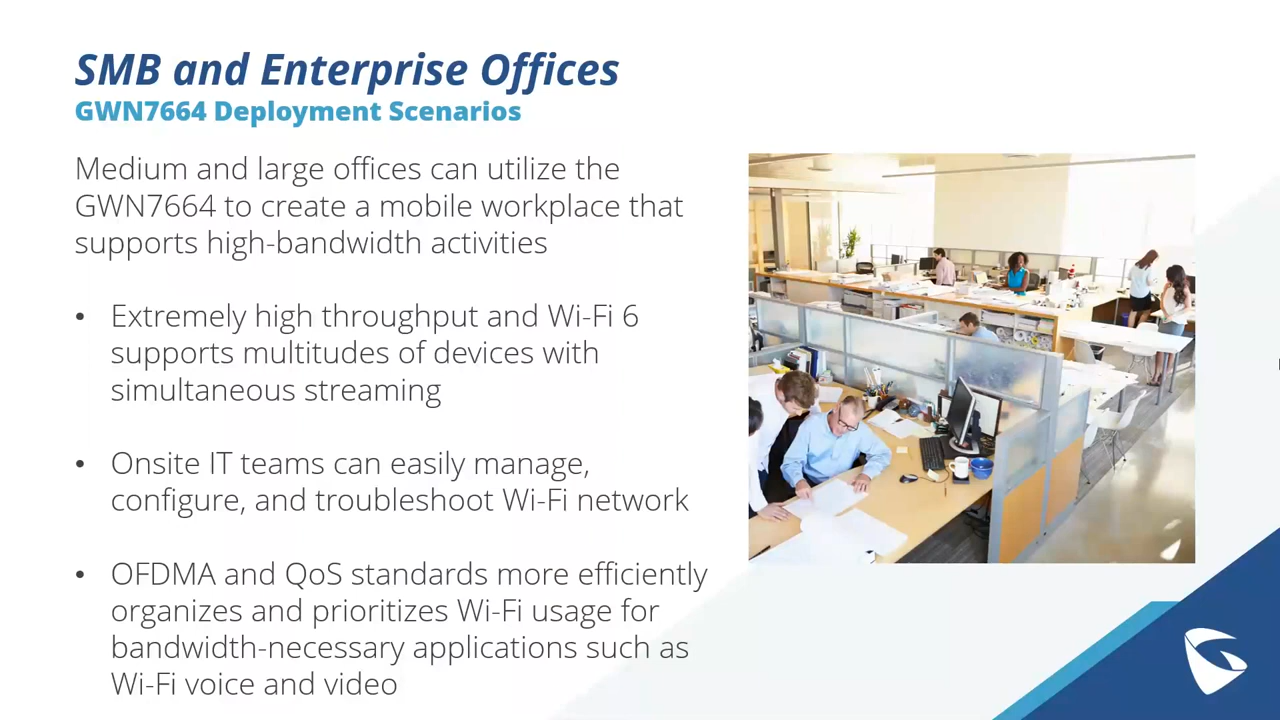 SMB and Enterprise Offices
GWN7664 Deployment Scenarios
Medium and large offices can utilize the
GWN7664 to create a mobile workplace that
supports high-bandwidth activities
• Extremely high throughput and Wi-Fi 6
supports multitudes of devices with
simultaneous streaming
• Onsite IT teams can easily manage,
configure, and troubleshoot Wi-Fi network
• OFDMA and QoS standards more efficiently
organizes and prioritizes Wi-Fi usage for
bandwidth-necessary applications such as
Wi-Fi voice and video